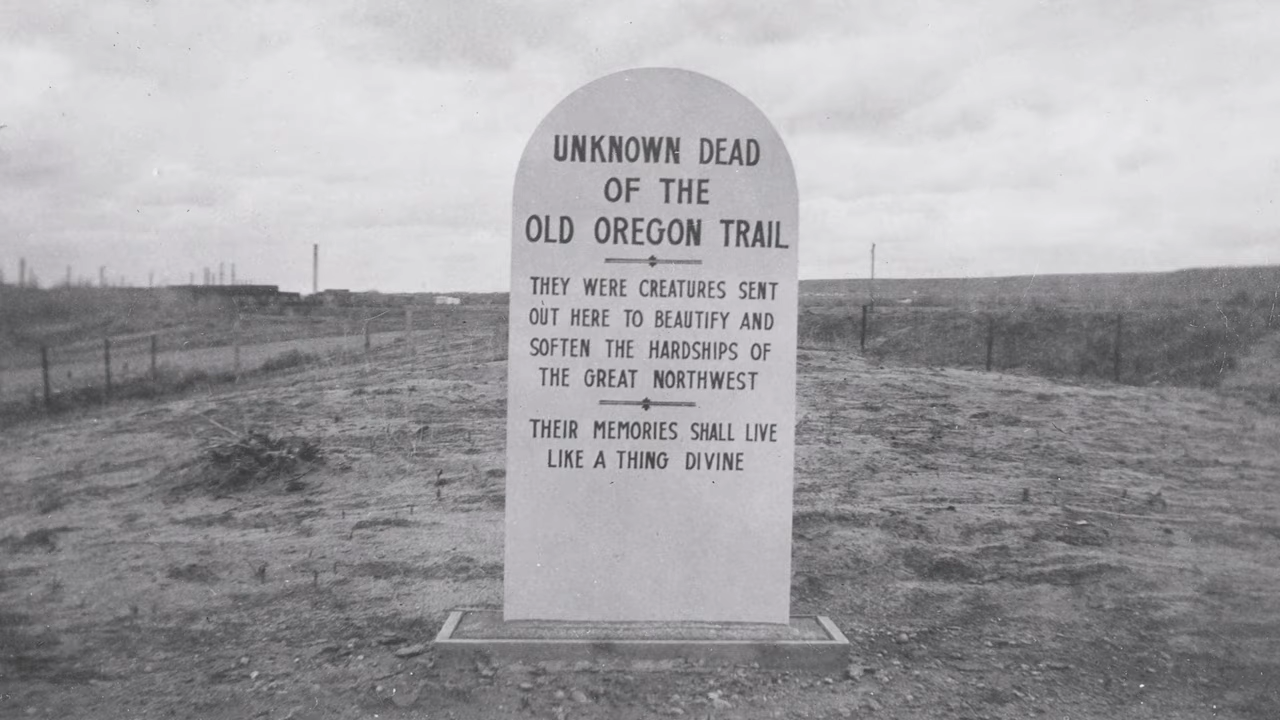 UNKNOWN DEAD
OF THE
OLD OREGON TRAIL
THEY WERE CREATURES SENT
OUT HERE TO BEAUTIFY AND
SOFTEN THE HARDSHIPS OF
THE GREAT NORTHWEST
THEIR MEMORIES SHALL LIVE
LIKE A THING DIVINE